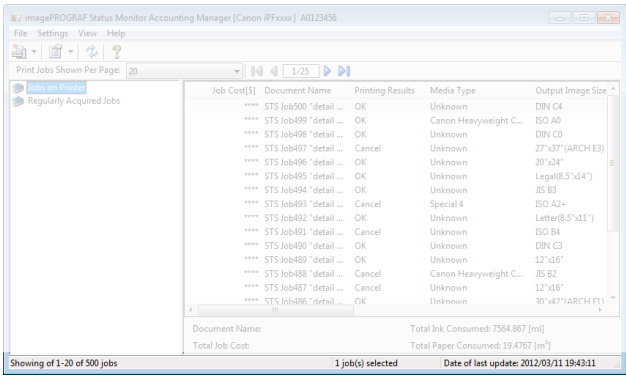 imagePROGRAF Status Monitor Accounting Manager [Canon iPFxxxx] A0123456
File Settings View Help
Print Jobs Shown Per Page: 20 1/25
Jobs on Printer
Regularly Acquired Jobs
Job Cost[$] Document Name Printing Results Media Type Output Image Size
**** STS Job500 "detail ... OK Unknown DIN C4
**** STS Job499 "detail ... OK Canon Heavyweight C... ISO A0
**** STS Job498 "detail ... OK Unknown DIN C0
**** STS Job497 "detail ... Cancel Unknown 27"x37"(ARCH E3)
**** STS Job496 "detail ... OK Unknown 20"x24"
**** STS Job495 "detail ... OK Unknown Legal(8.5"x14")
**** STS Job494 "detail ... OK Unknown JIS B3
**** STS Job493 "detail ... Cancel Special 4 ISO A2+
**** STS Job492 "detail ... OK Unknown Letter(8.5"x11")
**** STS Job491 "detail ... Cancel Unknown ISO B4
**** STS Job490 "detail ... OK Unknown DIN C3
**** STS Job489 "detail ... OK Unknown 12"x16"
**** STS Job488 "detail ... Cancel Canon Heavyweight C... JIS B2
**** STS Job487 "detail ... Cancel Unknown 12"x16"
**** STS Job486 "detail ... OK Unknown 30"x42"(ARCH E1)
Document Name: Total Ink Consumed: 7564.867 [ml]
Total Job Cost: Total Paper Consumed: 19.4767 [m²]
Showing of 1-20 of 500 jobs 1 job(s) selected Date of last update: 2012/03/11 19:43:11